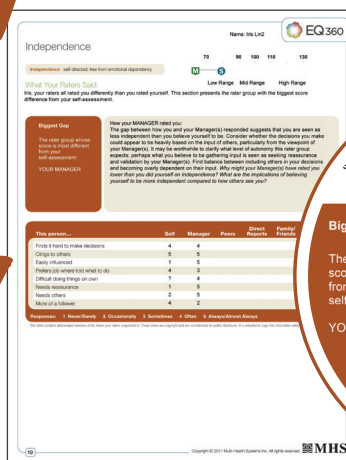 Name: Iris Lin2
EQ 360
Independence
70 90 100 110 130
Independence self-directed; free from emotional dependency
M S
Low Range Mid Range High Range
What Your Raters Said:
Iris, your raters all rated you differently than you rated yourself. This section presents the rater group with the biggest score
difference from your self-assessment.
Biggest Gap
The rater group whose
score is most different
from your
self-assessment.
YOUR MANAGER
How your MANAGER rated you:
The gap between how you and your Manager(s) responded suggests that you are seen as
less independent than you believe yourself to be. Consider whether the decisions you make
could appear to be heavily based on the input of others, particularly from the viewpoint of
your Manager(s). It may be worthwhile to clarify what level of autonomy this rater group
expects; perhaps what you believe to be gathering input is seen as seeking reassurance
and validation by your Manager(s). Find balance between including others in your decisions
and becoming overly dependent on their input. Why might your Manager(s) have rated you
lower than you did yourself on Independence? What are the implications of believing
yourself to be more independent compared to how others see you?
This person... Self Manager Peers Direct Reports Family/ Friends
Finds it hard to make decisions 4 4
Clings to others 5 5
Easily influenced 1 5
Prefers job where told what to do 4 3
Difficult doing things on own ? 4
Needs reassurance 1 5
Needs others 2 5
More of a follower 4 2
Responses: 1 Never/Rarely 2 Occasionally 3 Sometimes 4 Often 5 Always/Almost Always
Big
The
sco
from
self
YO
19
Copyright © 2011 Multi-Health Systems Inc. All rights reserved.
MHS